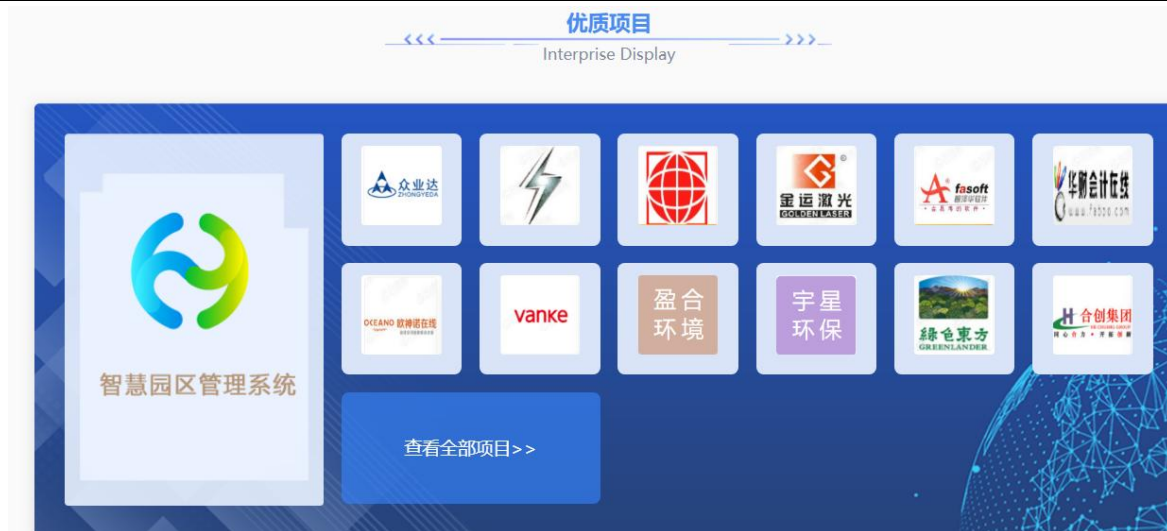 优质项目
Interprise Display
智慧园区管理系统
众业达
ZHONGYEDA
金运激光
GOLDENLASER
fasoft
华财会计在线
OCEANO 欧神诺在线
vanke
盈合
环境
宇星
环保
绿色東方
GREENLANDER
合创集团
查看全部项目>>